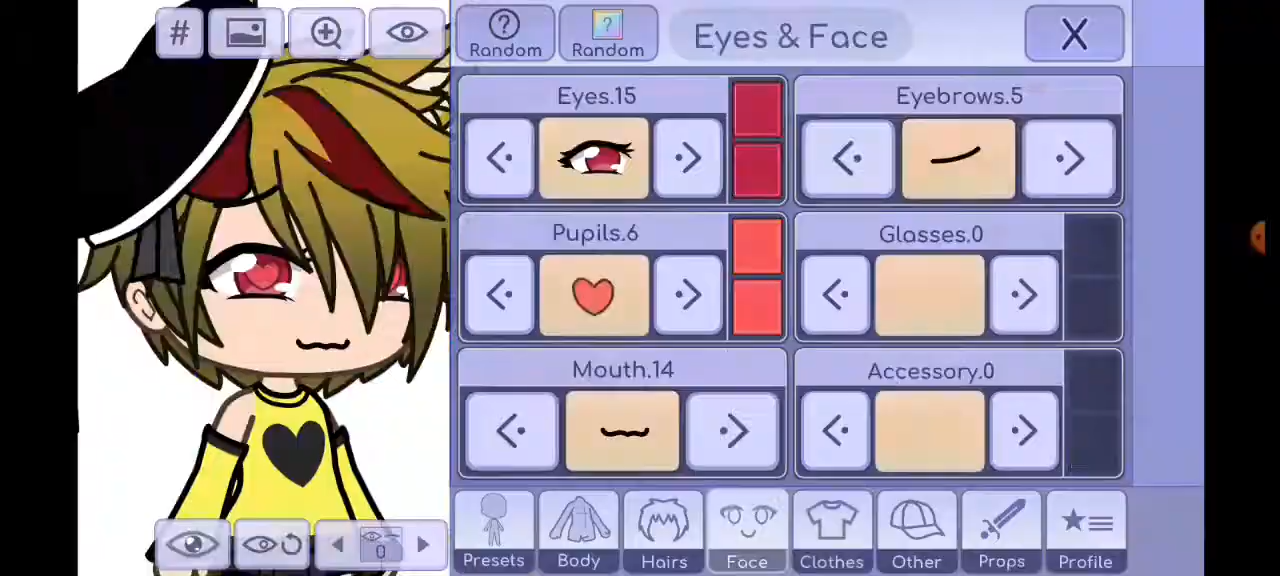 #
Random
Random
Eyes & Face
X
Eyes.15
Eyebrows.5
Pupils.6
Glasses.0
Mouth.14
Accessory.0
0
Presets
Body
Hairs
Face
Clothes
Other
Props
Profile